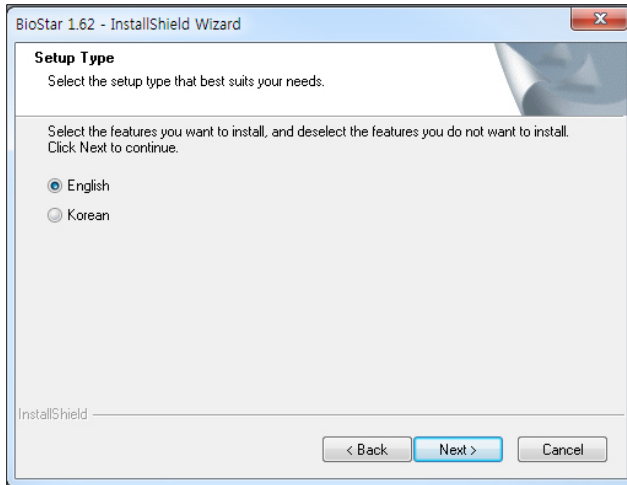 BioStar 1.62 - InstallShield Wizard
Setup Type
Select the setup type that best suits your needs.
Select the features you want to install, and deselect the features you do not want to install.
Click Next to continue.
English
Korean
InstallShield
< Back
Next >
Cancel